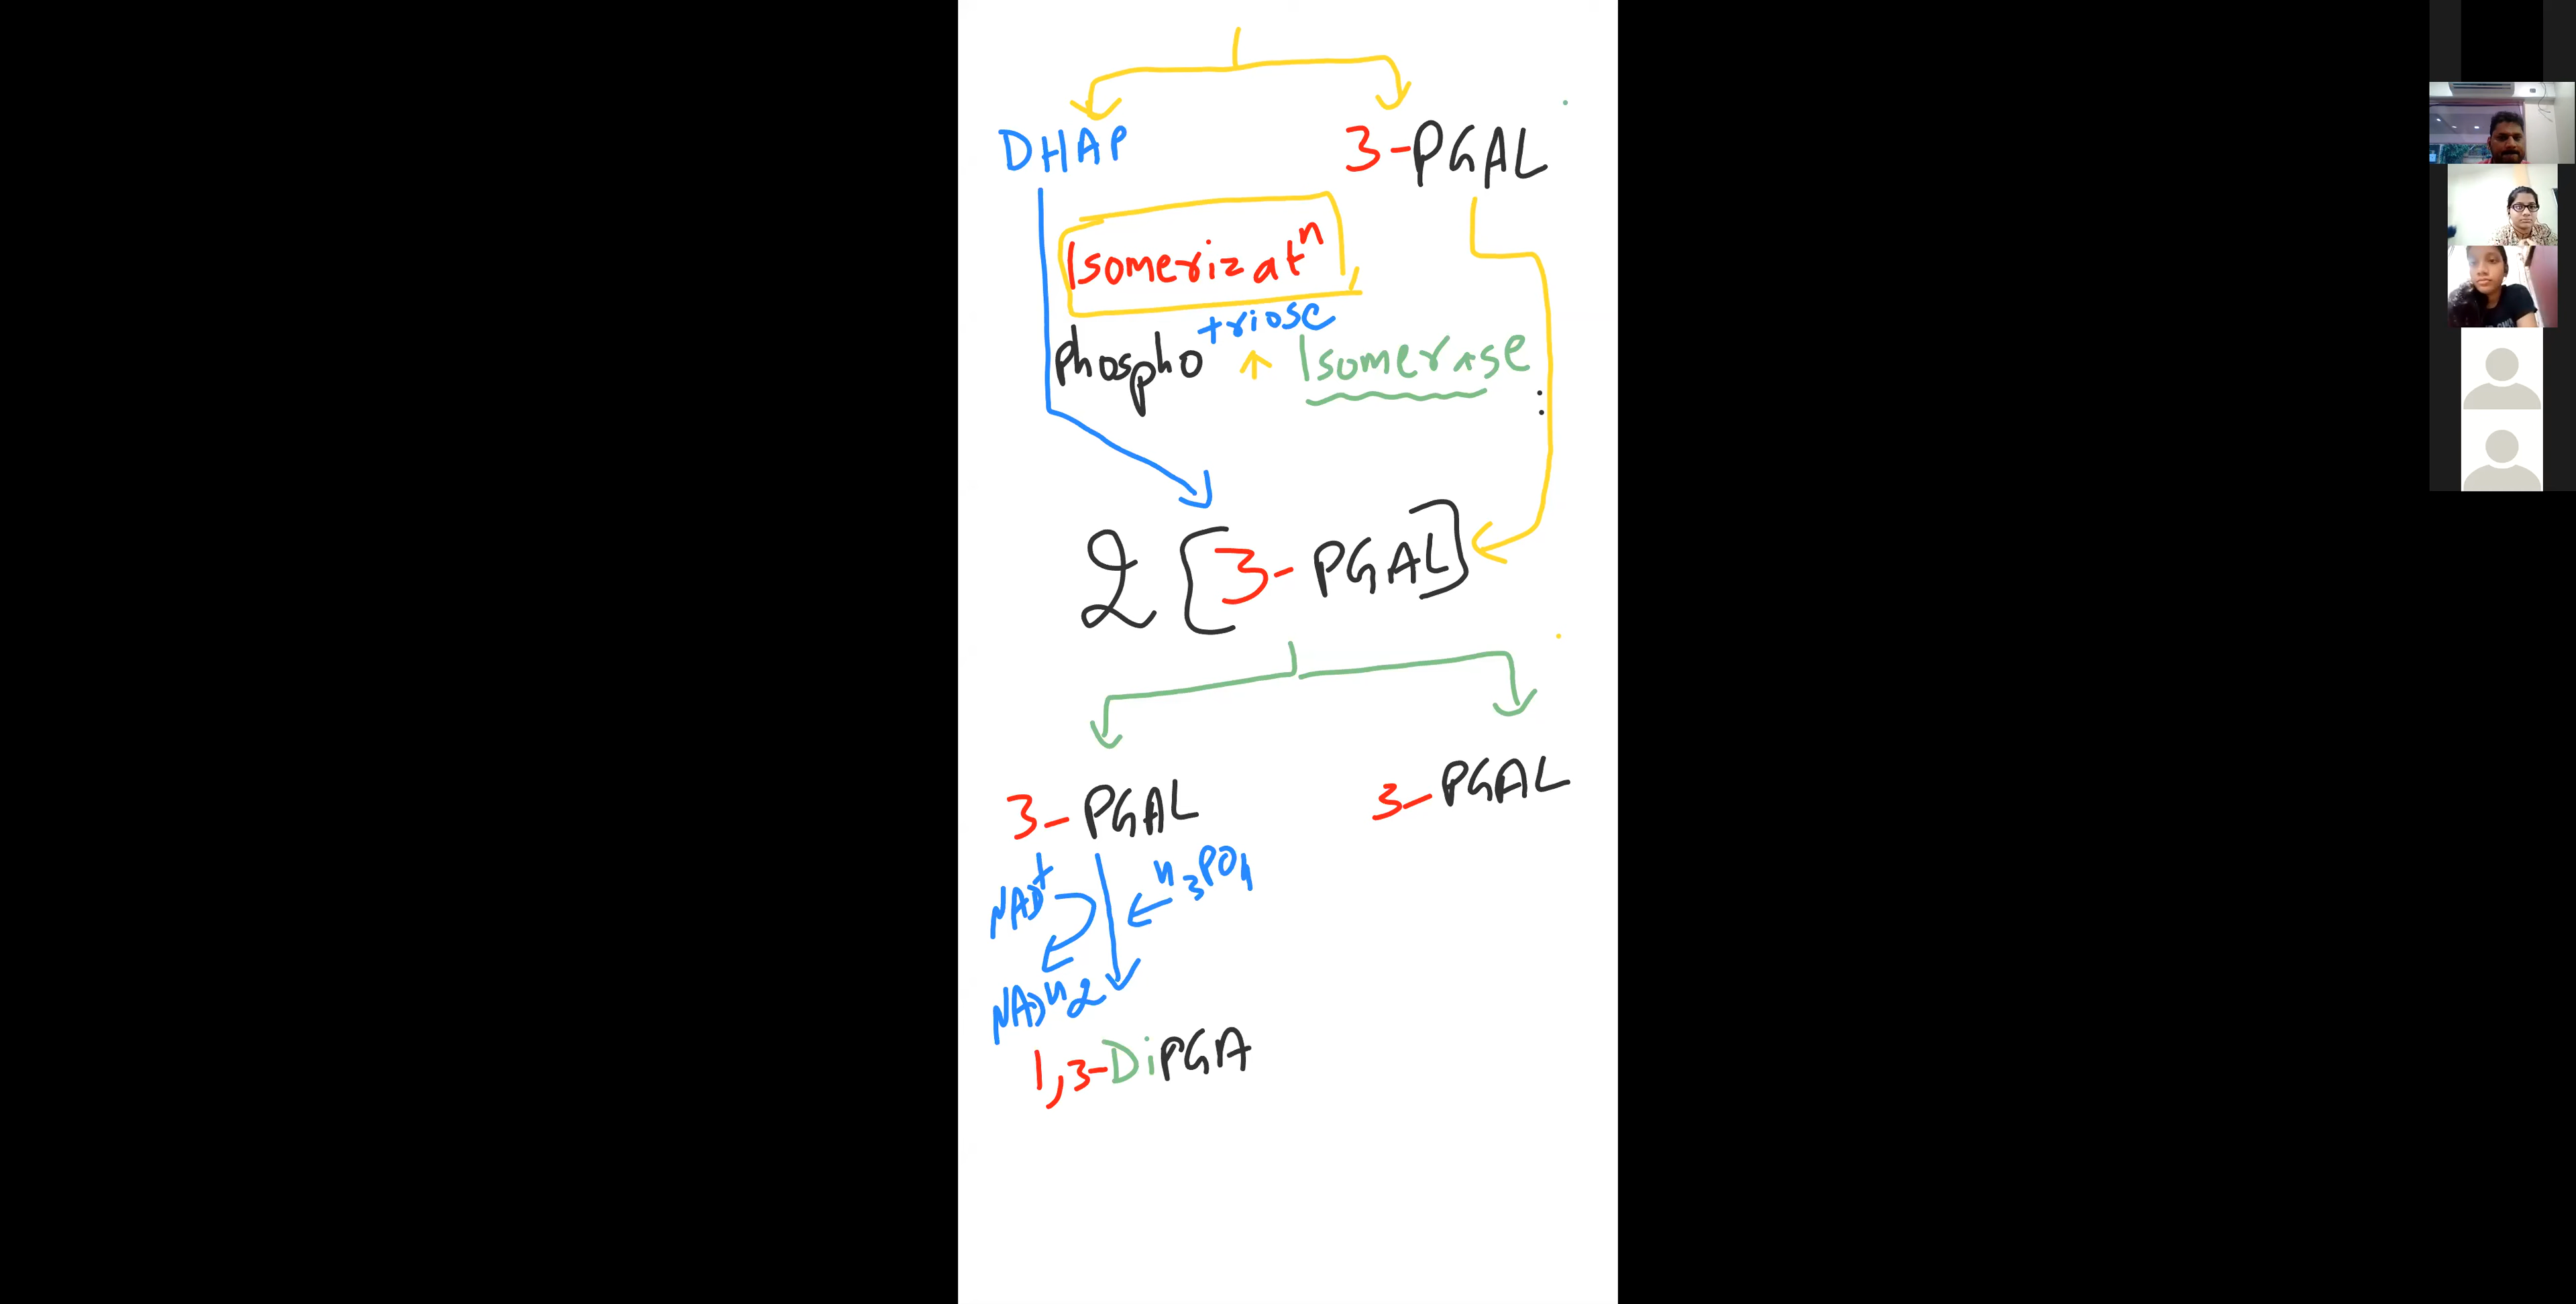 DHAP 3-PGAL
Isomerizatn
triose
phospho Isomerase
2 [3-PGAL]
3-PGAL 3-PGAL
NAD+ H3PO4
NADH2
1,3-DiPGA